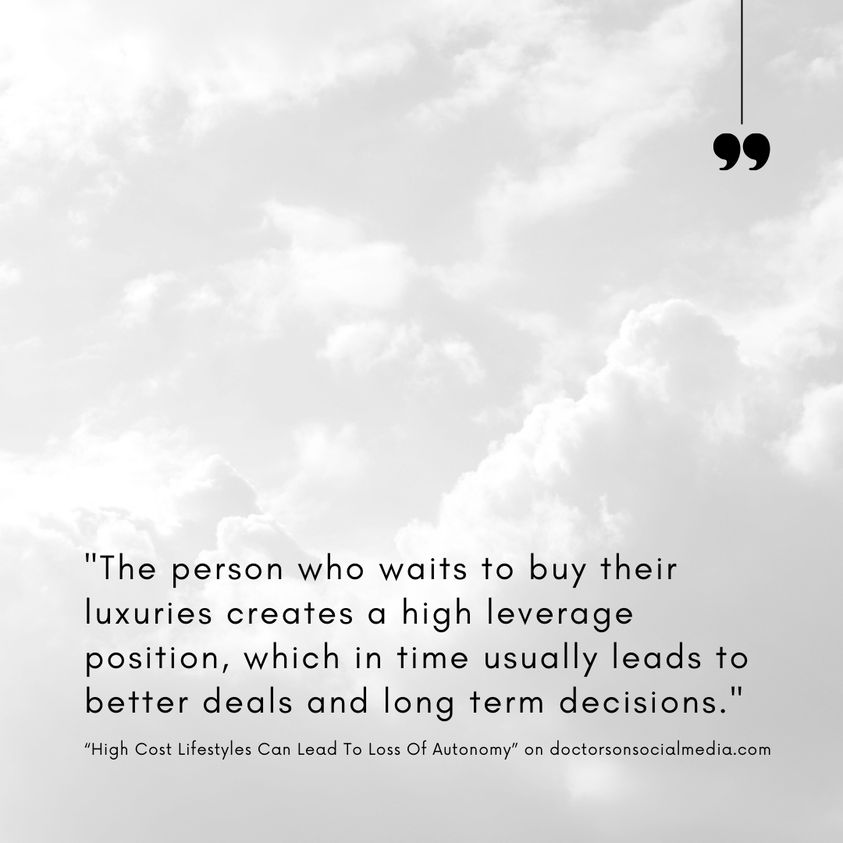 "The person who waits to buy their
luxuries creates a high leverage
position, which in time usually leads to
better deals and long term decisions."
“High Cost Lifestyles Can Lead To Loss Of Autonomy” on doctorsonsocialmedia.com